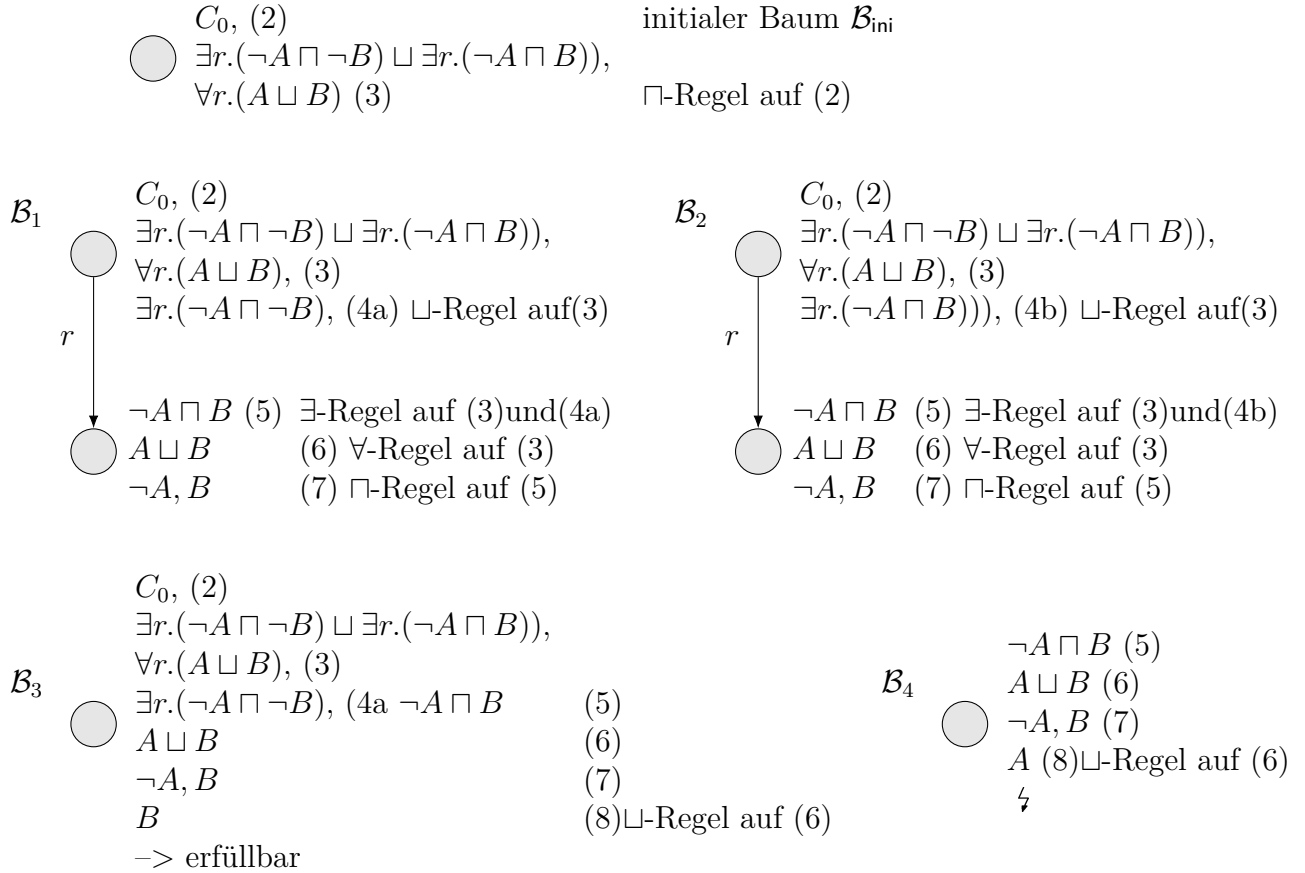 C₀, (2) initialer Baum 𝓑ini
∃r.(¬A ⊓ ¬B) ⊔ ∃r.(¬A ⊓ B)),
∀r.(A ⊔ B) (3) ⊓-Regel auf (2)
𝓑₁
C₀, (2)
∃r.(¬A ⊓ ¬B) ⊔ ∃r.(¬A ⊓ B)),
∀r.(A ⊔ B), (3)
∃r.(¬A ⊓ ¬B), (4a) ⊔-Regel auf(3)
r
¬A ⊓ B (5) ∃-Regel auf (3)und(4a)
A ⊔ B (6) ∀-Regel auf (3)
¬A, B (7) ⊓-Regel auf (5)
𝓑₂
C₀, (2)
∃r.(¬A ⊓ ¬B) ⊔ ∃r.(¬A ⊓ B)),
∀r.(A ⊔ B), (3)
∃r.(¬A ⊓ B))), (4b) ⊔-Regel auf(3)
r
¬A ⊓ B (5) ∃-Regel auf (3)und(4b)
A ⊔ B (6) ∀-Regel auf (3)
¬A, B (7) ⊓-Regel auf (5)
𝓑₃
C₀, (2)
∃r.(¬A ⊓ ¬B) ⊔ ∃r.(¬A ⊓ B)),
∀r.(A ⊔ B), (3)
∃r.(¬A ⊓ ¬B), (4a ¬A ⊓ B (5)
A ⊔ B (6)
¬A, B (7)
B (8)⊔-Regel auf (6)
–> erfüllbar
𝓑₄
¬A ⊓ B (5)
A ⊔ B (6)
¬A, B (7)
A (8)⊔-Regel auf (6)
↯